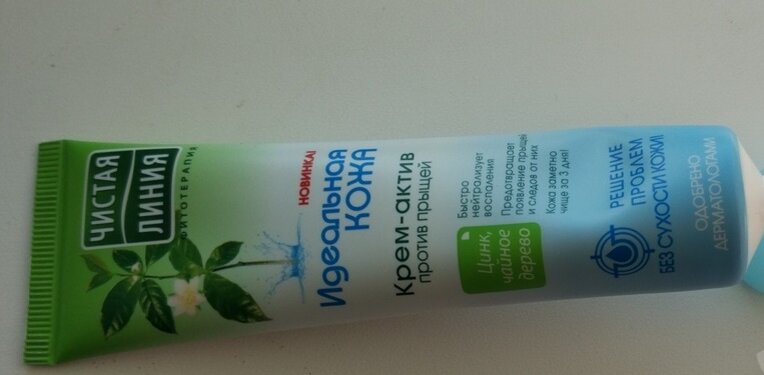 ЧИСТАЯ
ЛИНИЯ
ФИТОТЕРАПИЯ
НОВИНКА!
Идеальная
КОЖА
Крем-актив
против прыщей
Цинк,
чайное
дерево
Быстро
нейтрализует
воспаления
Предотвращает
появление прыщей
и следов от них
Кожа заметно
чище за 3 дня!
РЕШЕНИЕ
ПРОБЛЕМ
БЕЗ СУХОСТИ КОЖИ!
ОДОБРЕНО
ДЕРМАТОЛОГАМИ